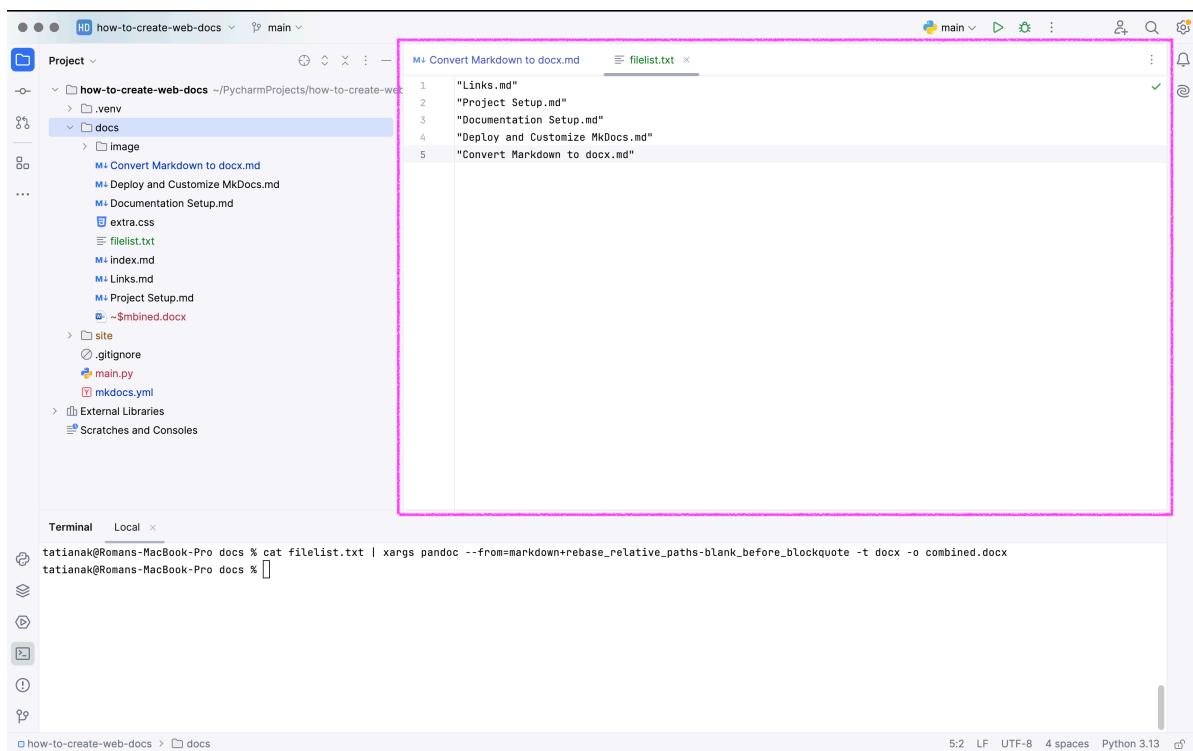 HD how-to-create-web-docs main
main
Project
how-to-create-web-docs ~/PycharmProjects/how-to-create-web
.venv
docs
image
M↓ Convert Markdown to docx.md
M↓ Deploy and Customize MkDocs.md
M↓ Documentation Setup.md
extra.css
filelist.txt
index.md
M↓ Links.md
M↓ Project Setup.md
~$mbined.docx
site
.gitignore
main.py
Y mkdocs.yml
External Libraries
Scratches and Consoles
M↓ Convert Markdown to docx.md filelist.txt
1 "Links.md"
2 "Project Setup.md"
3 "Documentation Setup.md"
4 "Deploy and Customize MkDocs.md"
5 "Convert Markdown to docx.md"
Terminal Local
tatianak@Romans-MacBook-Pro docs % cat filelist.txt | xargs pandoc --from=markdown+rebase_relative_paths-blank_before_blockquote -t docx -o combined.docx
tatianak@Romans-MacBook-Pro docs %
how-to-create-web-docs > docs
5:2 LF UTF-8 4 spaces Python 3.13